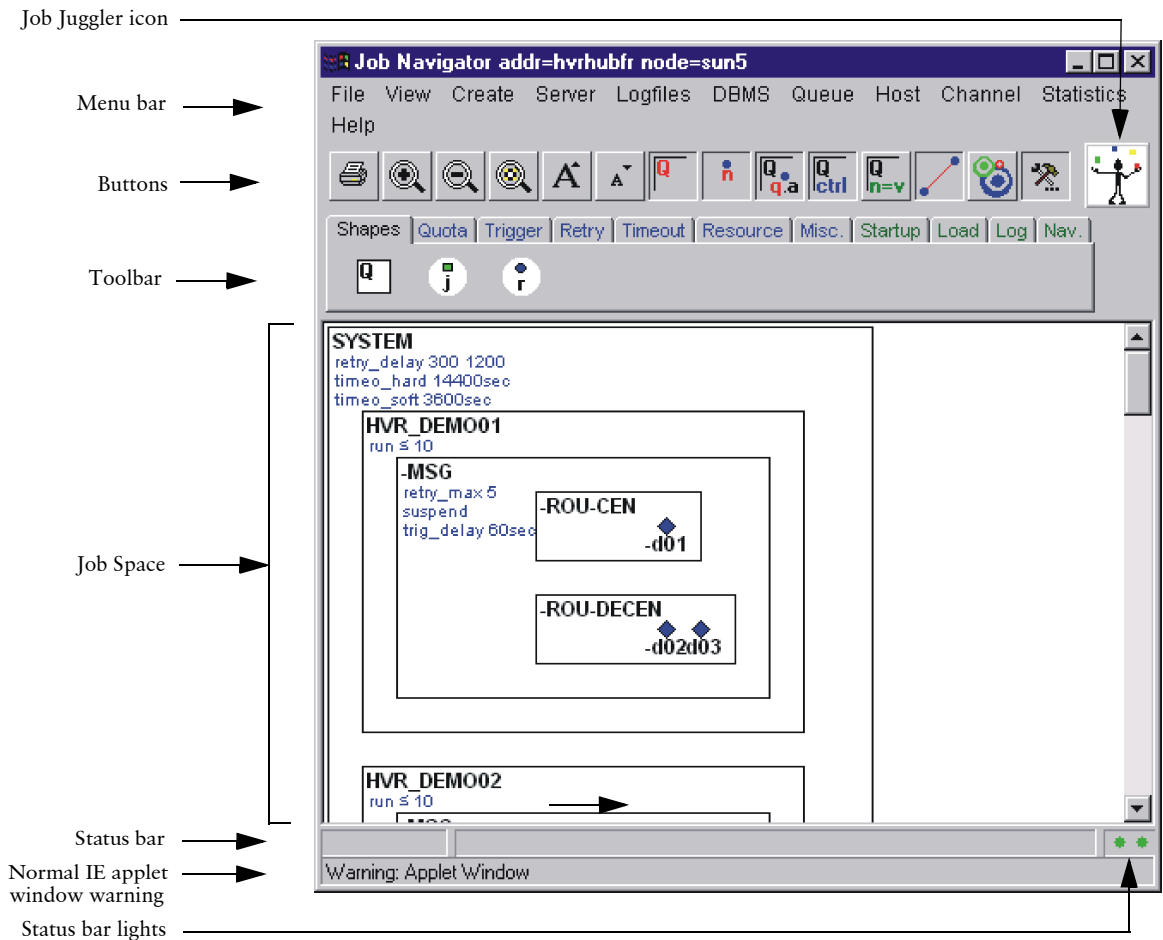 Job Juggler icon
Job Navigator addr=hvrhubfr node=sun5
Menu bar
File View Create Server Logfiles DBMS Queue Host Channel Statistics
Help
Buttons
A A Q n Q q.a Q ctrl Q n=v
Shapes Quota Trigger Retry Timeout Resource Misc. Startup Load Log Nav.
Toolbar
Q j r
SYSTEM
retry_delay 300 1200
timeo_hard 14400sec
timeo_soft 3600sec
HVR_DEMO01
run ≤ 10
-MSG
retry_max 5
suspend
trig_delay 60sec
-ROU-CEN
-d01
Job Space
-ROU-DECEN
-d02d03
HVR_DEMO02
run ≤ 10
-MSG
Status bar
Normal IE applet
window warning
Warning: Applet Window
Status bar lights